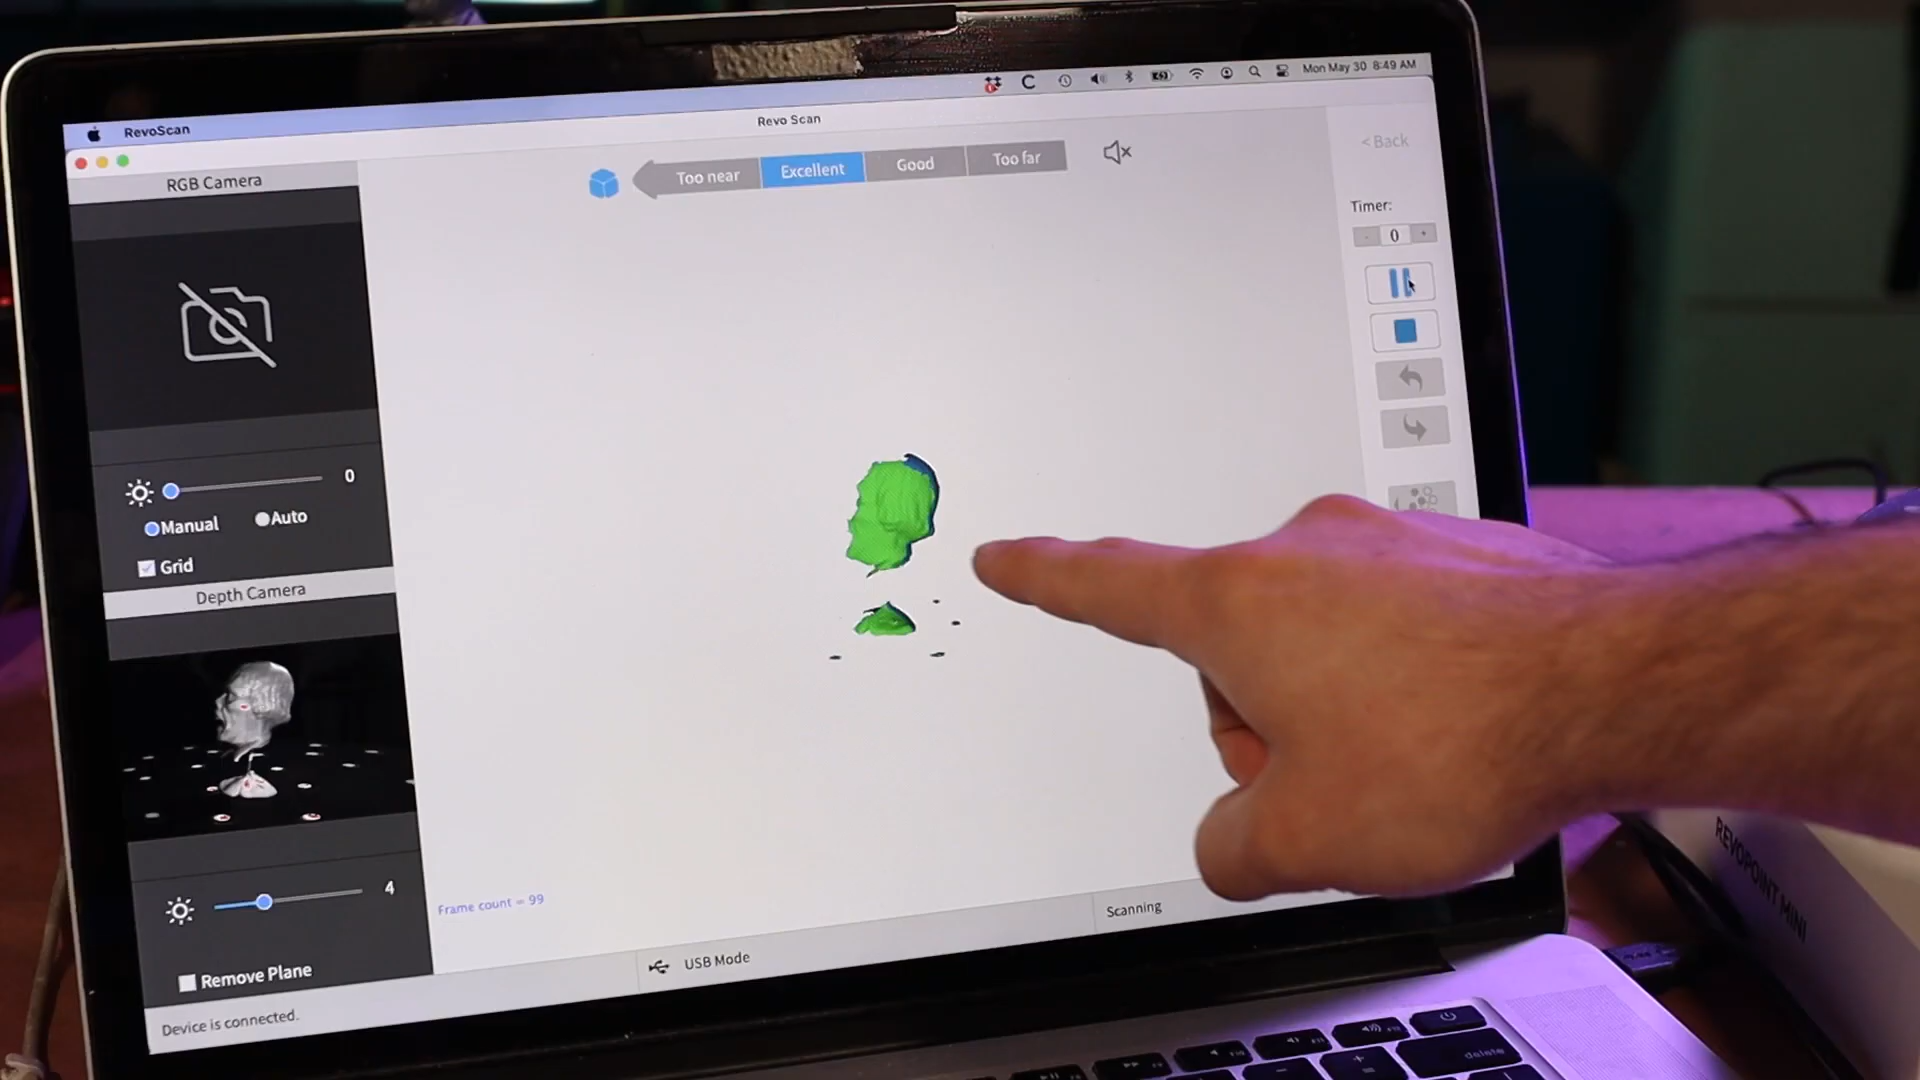 RevoScan
Mon May 30 8:49 AM
Revo Scan
RGB Camera
Too near
Excellent
Good
Too far
< Back
Timer:
- 0 +
0
Manual
Auto
Grid
Depth Camera
4
Remove Plane
Frame count = 99
Scanning
USB Mode
Device is connected.
REVOPOINT MINI
delete